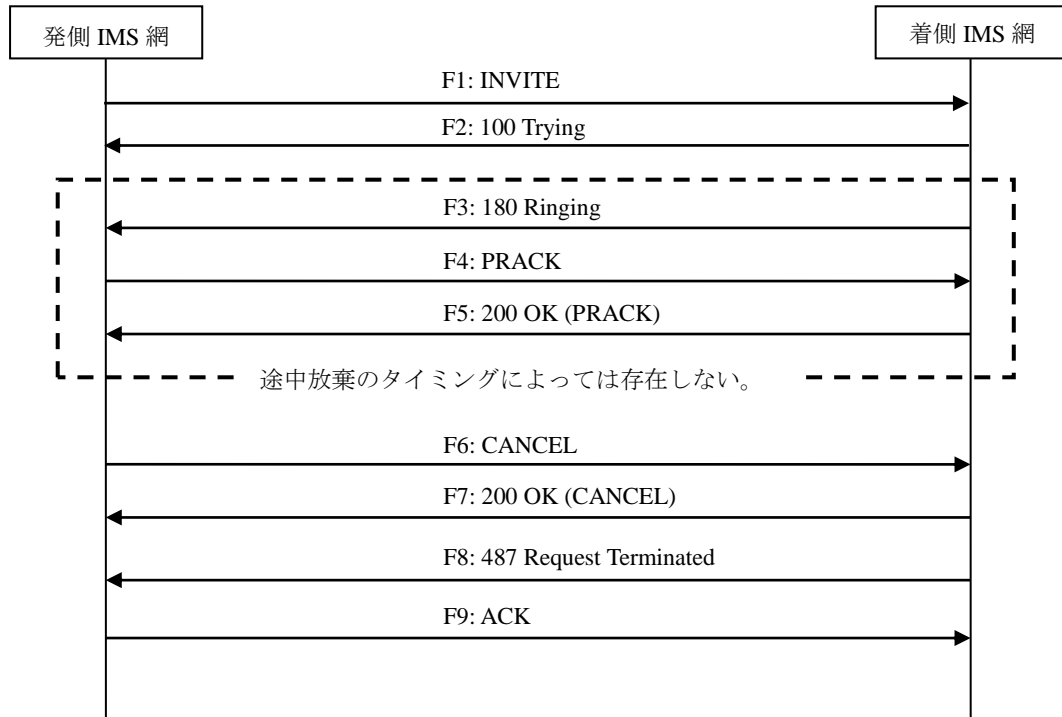 発側 IMS 網
着側 IMS 網
F1: INVITE
F2: 100 Trying
F3: 180 Ringing
F4: PRACK
F5: 200 OK (PRACK)
途中放棄のタイミングによっては存在しない。
F6: CANCEL
F7: 200 OK (CANCEL)
F8: 487 Request Terminated
F9: ACK